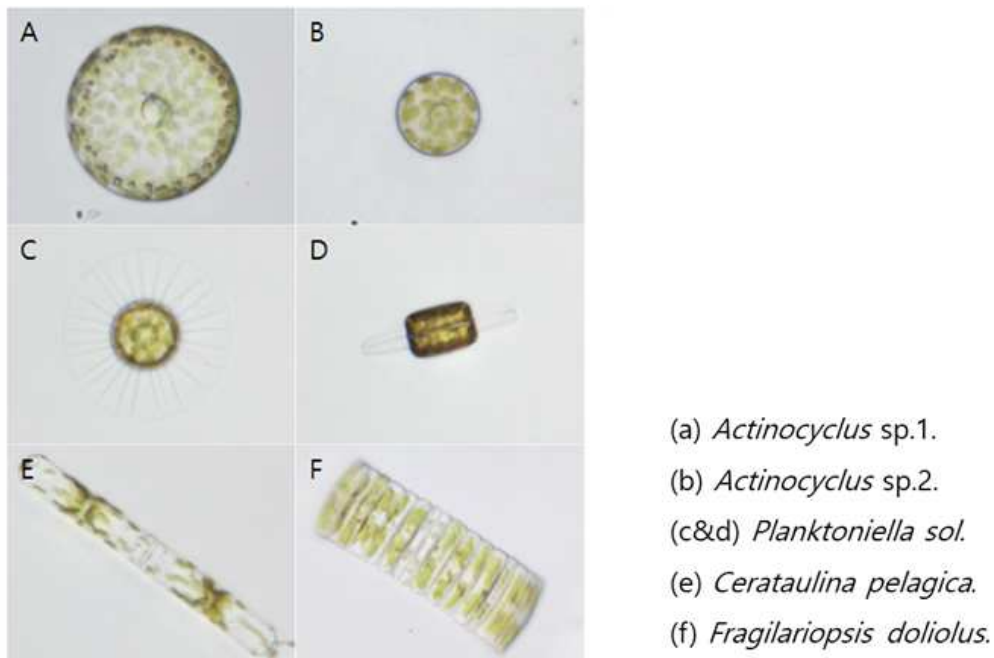 A B
C D
E F
(a) Actinocyclus sp.1.
(b) Actinocyclus sp.2.
(c&d) Planktoniella sol.
(e) Cerataulina pelagica.
(f) Fragilariopsis doliolus.